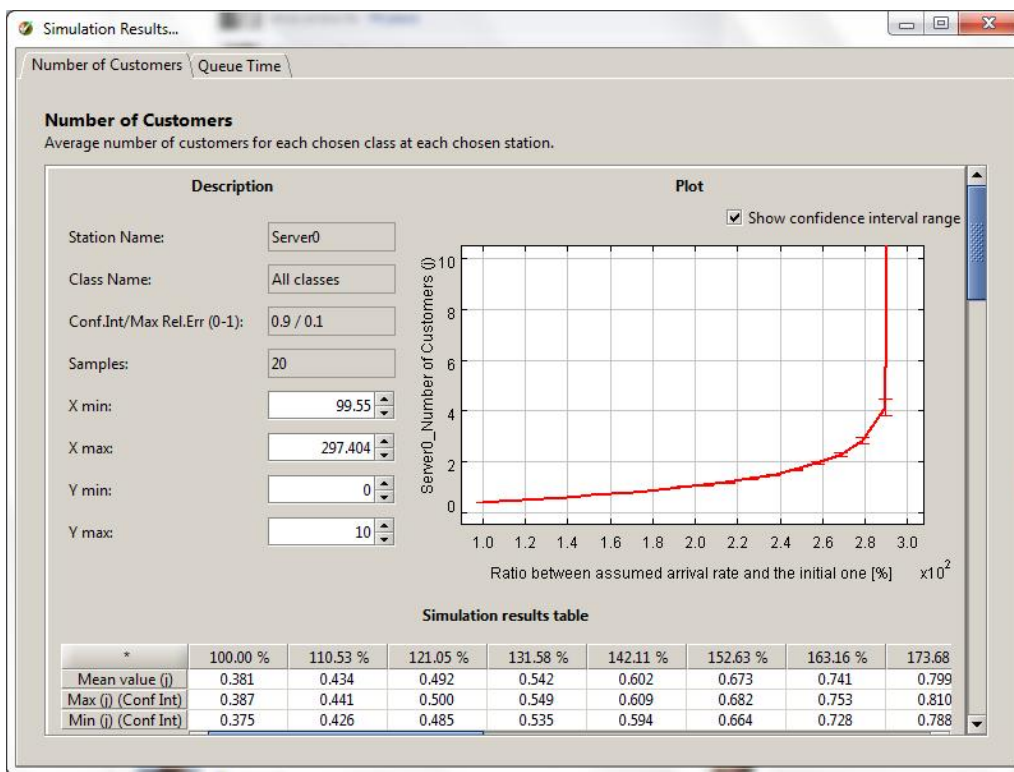 Simulation Results...
Number of Customers Queue Time
Number of Customers
Average number of customers for each chosen class at each chosen station.
Description
Station Name: Server0
Class Name: All classes
Conf.Int/Max Rel.Err (0-1): 0.9 / 0.1
Samples: 20
X min: 99.55
X max: 297.404
Y min: 0
Y max: 10
Plot
Show confidence interval range
Server0_Number of Customers (j)
10
8
6
4
2
0
1.0 1.2 1.4 1.6 1.8 2.0 2.2 2.4 2.6 2.8 3.0
Ratio between assumed arrival rate and the initial one [%] x10²
Simulation results table
* 100.00 % 110.53 % 121.05 % 131.58 % 142.11 % 152.63 % 163.16 % 173.68
Mean value (j) 0.381 0.434 0.492 0.542 0.602 0.673 0.741 0.799
Max (j) (Conf Int) 0.387 0.441 0.500 0.549 0.609 0.682 0.753 0.810
Min (j) (Conf Int) 0.375 0.426 0.485 0.535 0.594 0.664 0.728 0.788